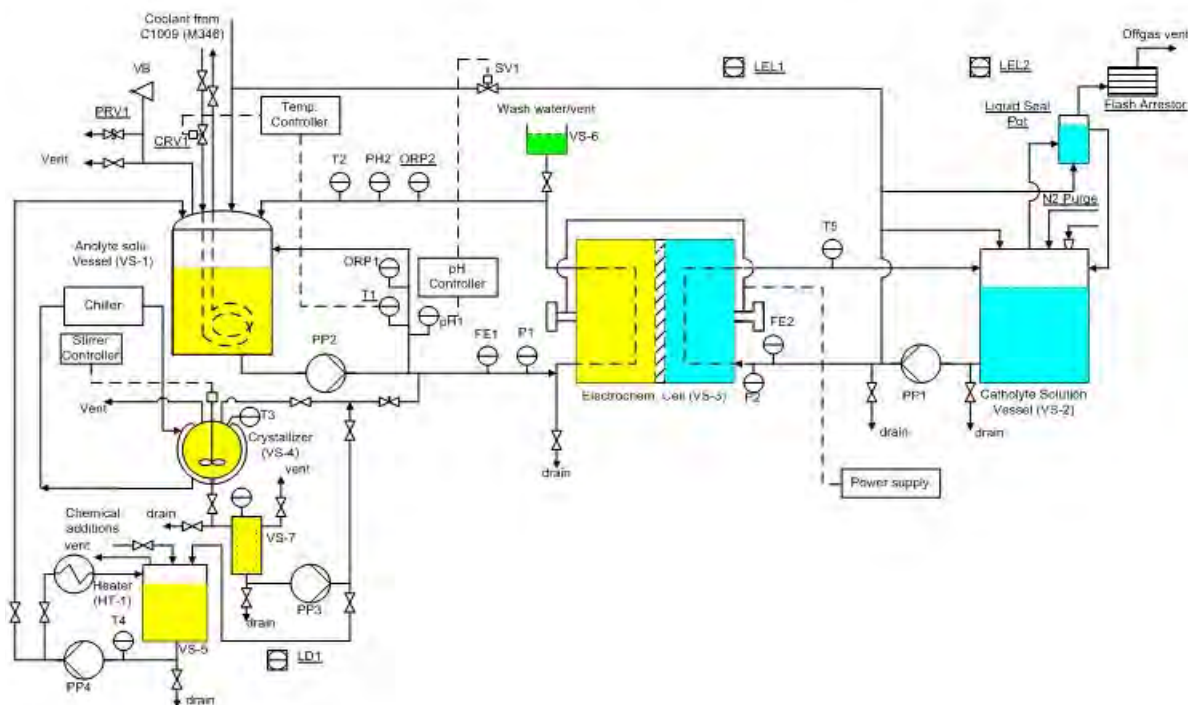 Coolant from
C1009 (M346)
VB
PRV1
CRV1
Vent
Temp.
Controller
SV1
LEL1
LEL2
Offgas vent
Flash Arrestor
Liquid Seal
Pot
Wash water/vent
VS-6
T2
PH2
ORP2
N2 Purge
T5
Anolyte solu
Vessel (VS-1)
ORP1
T1
pH
Controller
pH1
Chiller
Stirrer
Controller
PP2
FE1
P1
FE2
P2
Electrochem. Cell (VS-3)
PP1
Catholyte Solution
Vessel (VS-2)
drain
drain
drain
Vent
T3
Crystallizer
(VS-4)
vent
Power supply
Chemical
additions
drain
vent
VS-7
Heater
(HT-1)
PP3
drain
T4
VS-5
LD1
PP4
drain